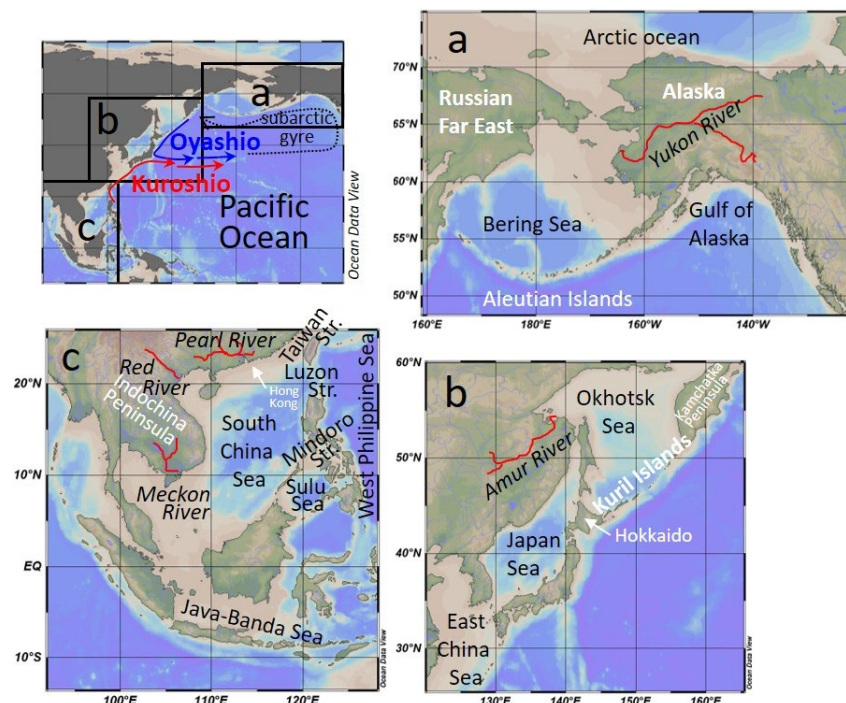 a
b
c
subarctic
gyre
Oyashio
Kuroshio
Pacific
Ocean
Ocean Data View
a
Arctic ocean
70°N
65°N
60°N
55°N
50°N
Russian
Far East
Alaska
Yukon River
Bering Sea
Gulf of
Alaska
Aleutian Islands
160°E
180°W
160°W
140°W
c
Pearl River
Taiwan
Str.
Red
River
Hong
Kong
Luzon
Str.
Indochina
Peninsula
South
China
Sea
Mindoro
Str.
West Philippine Sea
Meckon
River
Sulu
Sea
Java-Banda Sea
20°N
10°N
EQ
10°S
100°E
110°E
120°E
Ocean Data View
b
60°N
50°N
40°N
30°N
Okhotsk
Sea
Kamchatka
Peninsula
Amur River
Kuril Islands
Hokkaido
Japan
Sea
East
China
Sea
130°E
140°E
150°E
160°E
Ocean Data View